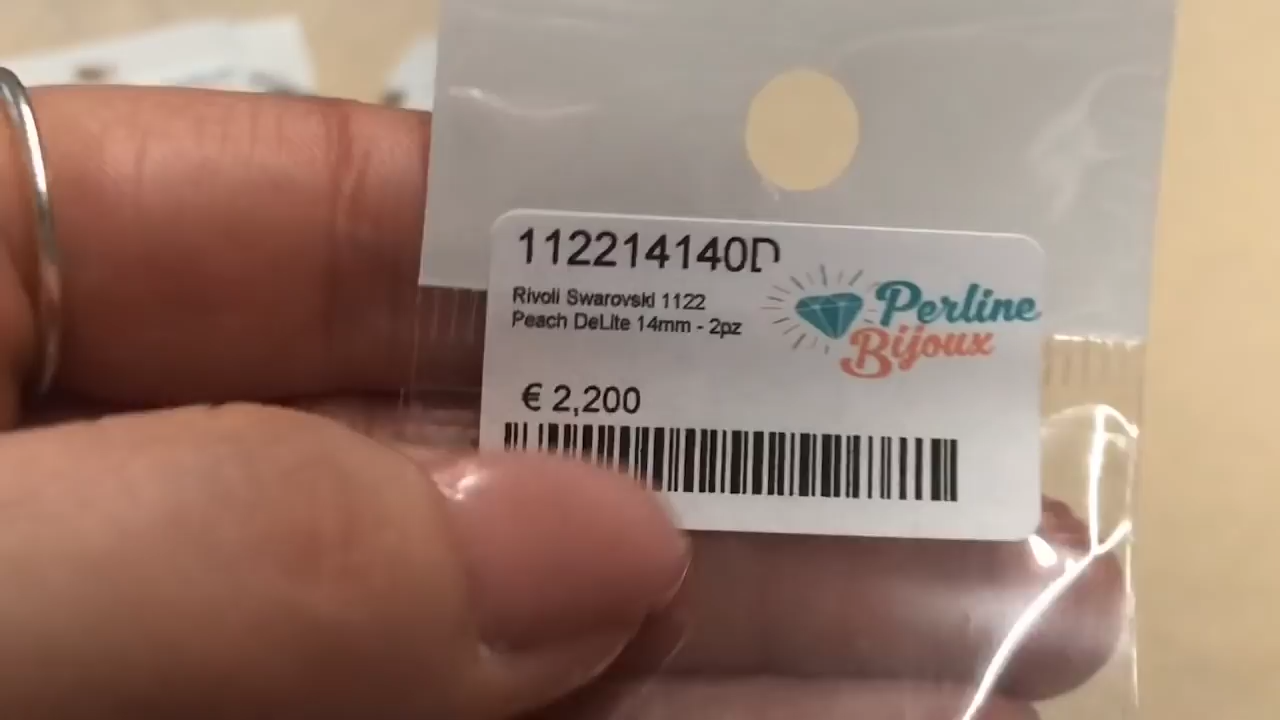 112214140D
Rivoli Swarovski 1122
Peach DeLite 14mm - 2pz
Perline
Bijoux
€ 2,200